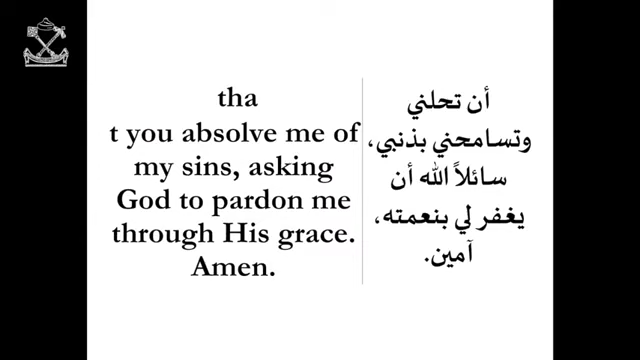 tha
t you absolve me of
my sins, asking
God to pardon me
through His grace.
Amen.
أن تحلني
وتسامحني بذنبي،
سائلاً الله أن
يغفر لي بنعمته،
آمين.